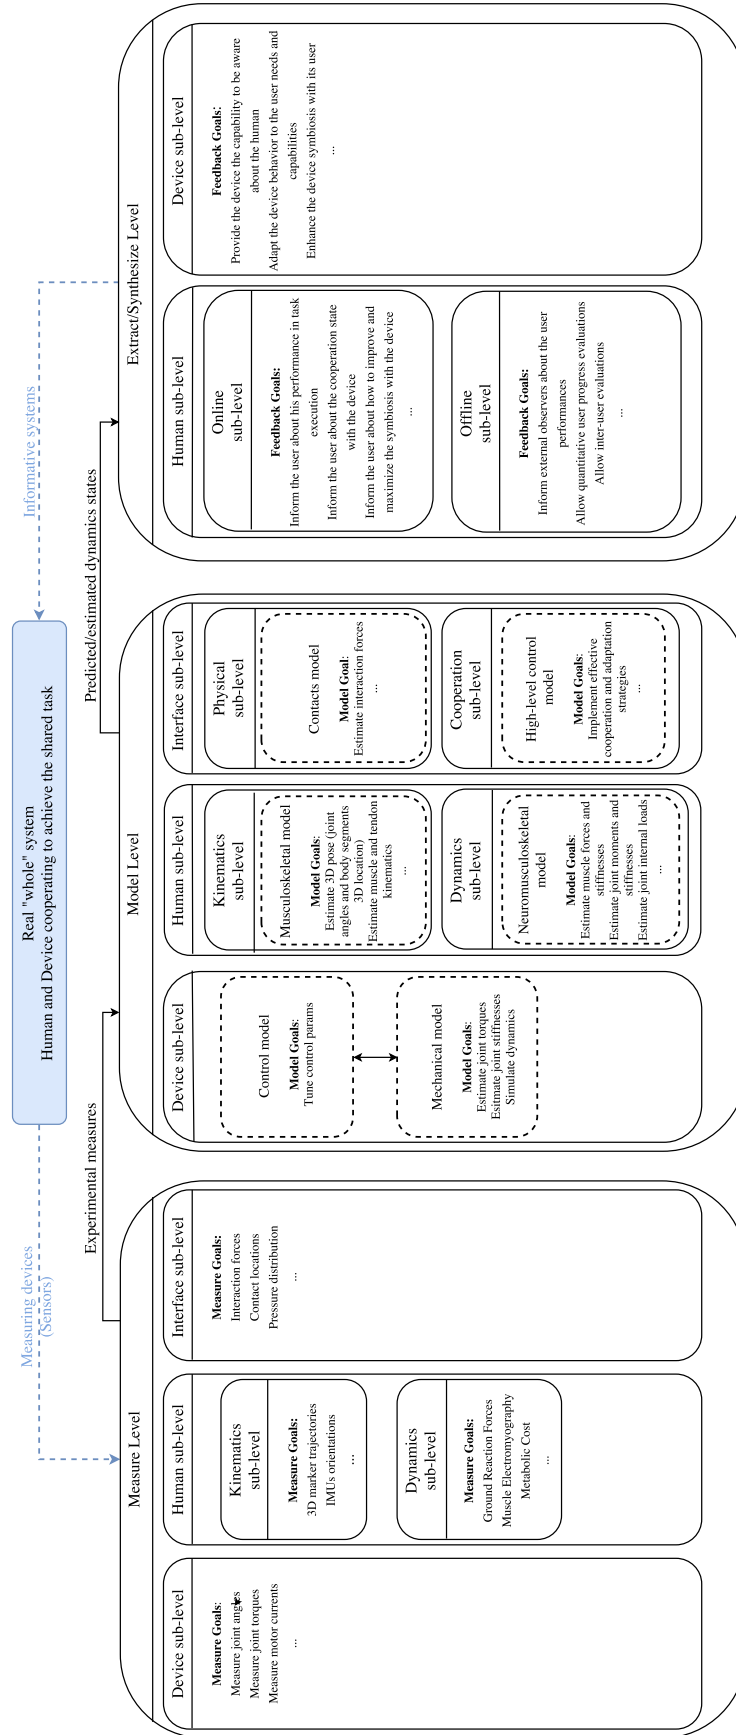 Real "whole" system
Human and Device cooperating to achieve the shared task
Measuring devices
(Sensors)
Informative systems
Experimental measures
Predicted/estimated dynamics states
Measure Level
Device sub-level
Measure Goals:
Measure joint angles
Measure joint torques
Measure motor currents
...
Human sub-level
Kinematics
sub-level
Measure Goals:
3D marker trajectories
IMUs orientations
...
Dynamics
sub-level
Measure Goals:
Ground Reaction Forces
Muscle Electromyography
Metabolic Cost
...
Interface sub-level
Measure Goals:
Interaction forces
Contact locations
Pressure distribution
...
Model Level
Device sub-level
Control model
Model Goals:
Tune control params
Mechanical model
Model Goals:
Estimate joint torques
Esitmate joint stiffnesses
Simulate dynamics
Human sub-level
Kinematics
sub-level
Musculoskeletal model
Model Goals:
Estimate 3D pose (joint
angles and body segments
3D location)
Estimate muscle and tendon
kinematics
...
Dynamics
sub-level
Neuromusculoskeletal
model
Model Goals:
Estimate muscle forces and
stiffnesses
Estimate joint moments and
stiffnesses
Estimate joint internal loads
...
Interface sub-level
Physical
sub-level
Contacts model
Model Goal:
Estimate interaction forces
...
Cooperation
sub-level
High-level control
model
Model Goals:
Implement effective
cooperation and adaptation
strategies
...
Extract/Synthesize Level
Human sub-level
Online
sub-level
Feedback Goals:
Inform the user about his performance in task
execution
Inform the user about the cooperation state
with the device
Inform the user about how to improve and
maximize the symbiosis with the device
...
Offline
sub-level
Feedback Goals:
Inform external observers about the user
performances
Allow quantitative user progress evaluations
Allow inter-user evaluations
...
Device sub-level
Feedback Goals:
Provide the device the capability to be aware
about the human
Adapt the device behavior to the user needs and
capabilities
Enhance the device symbiosis with its user
...